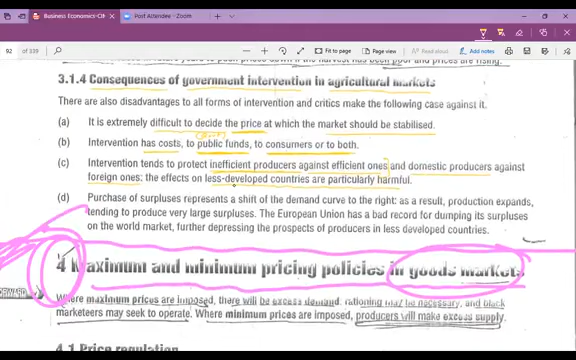 Business Economics-CIM
Post Attendee - Zoom
92 of 339
Fit to page
Page view
Read aloud
Add notes
3.1.4 Consequences of government intervention in agricultural markets
There are also disadvantages to all forms of intervention and critics make the following case against it.
(a) It is extremely difficult to decide the price at which the market should be stabilised.
(b) Intervention has costs, to public funds, to consumers or to both.
(c) Intervention tends to protect inefficient producers against efficient ones and domestic producers against
foreign ones: the effects on less-developed countries are particularly harmful.
(d) Purchase of surpluses represents a shift of the demand curve to the right: as a result, production expands,
tending to produce very large surpluses. The European Union has a bad record for dumping its surpluses
on the world market, further depressing the prospects of producers in less developed countries.
4 Maximum and minimum pricing policies in goods markets
FORWARD
Where maximum prices are imposed, there will be excess demand, rationing may be necessary, and black
marketeers may seek to operate. Where minimum prices are imposed, producers will make excess supply.
4.1 Price regulation